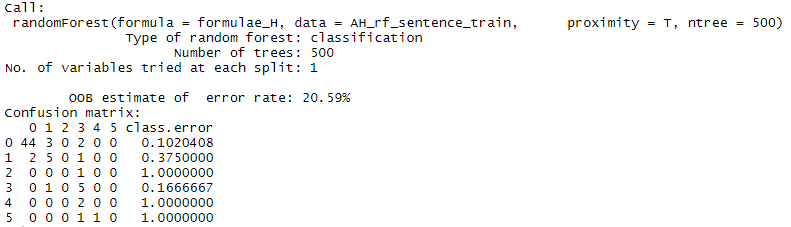 Call:
randomForest(formula = formulae_H, data = AH_rf_sentence_train, proximity = T, ntree = 500)
Type of random forest: classification
Number of trees: 500
No. of variables tried at each split: 1
OOB estimate of error rate: 20.59%
Confusion matrix:
0 1 2 3 4 5 class.error
0 44 3 0 2 0 0 0.1020408
1 2 5 0 1 0 0 0.3750000
2 0 0 0 1 0 0 1.0000000
3 0 1 0 5 0 0 0.1666667
4 0 0 0 2 0 0 1.0000000
5 0 0 0 1 1 0 1.0000000